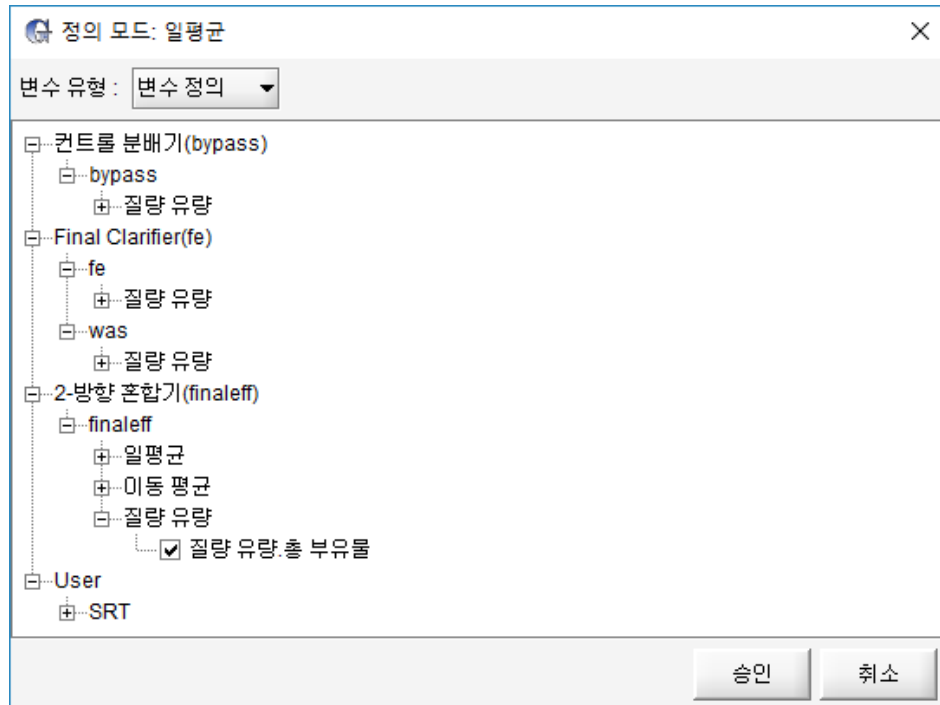 정의 모드: 일평균
변수 유형 : 변수 정의
컨트롤 분배기(bypass)
bypass
질량 유량
Final Clarifier(fe)
fe
질량 유량
was
질량 유량
2-방향 혼합기(finaleff)
finaleff
일평균
이동 평균
질량 유량
질량 유량.총 부유물
User
SRT
승인 취소